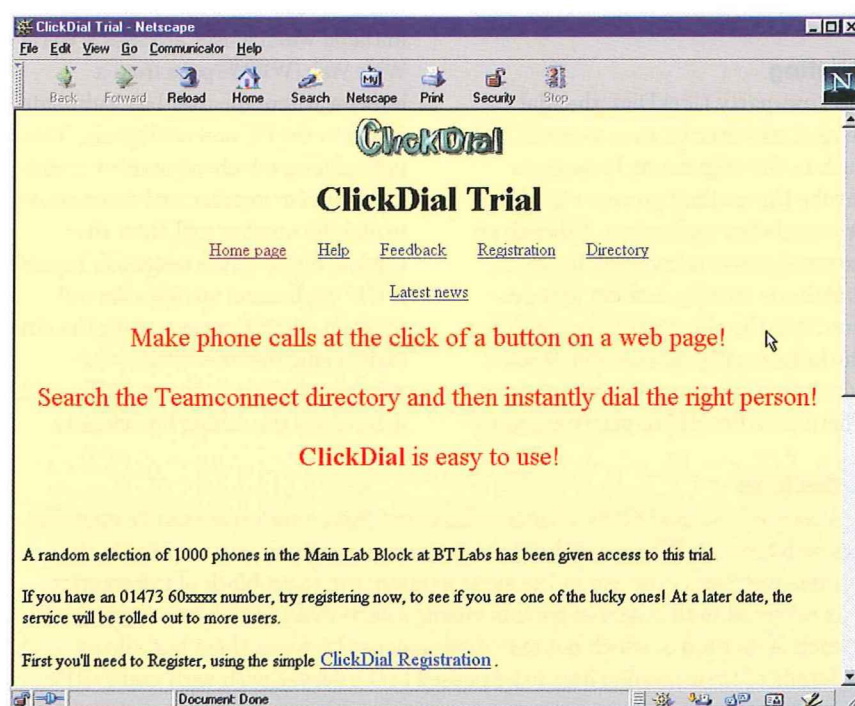 ClickDial Trial - Netscape
File Edit View Go Communicator Help
Back Forward Reload Home Search Netscape Print Security Stop
My
N
ClickDial
ClickDial Trial
Home page Help Feedback Registration Directory
Latest news
Make phone calls at the click of a button on a web page!
Search the Teamconnect directory and then instantly dial the right person!
ClickDial is easy to use!
A random selection of 1000 phones in the Main Lab Block at BT Labs has been given access to this trial.
If you have an 01473 60xxxx number, try registering now, to see if you are one of the lucky ones! At a later date, the
service will be rolled out to more users.
First you'll need to Register, using the simple ClickDial Registration .
Document: Done